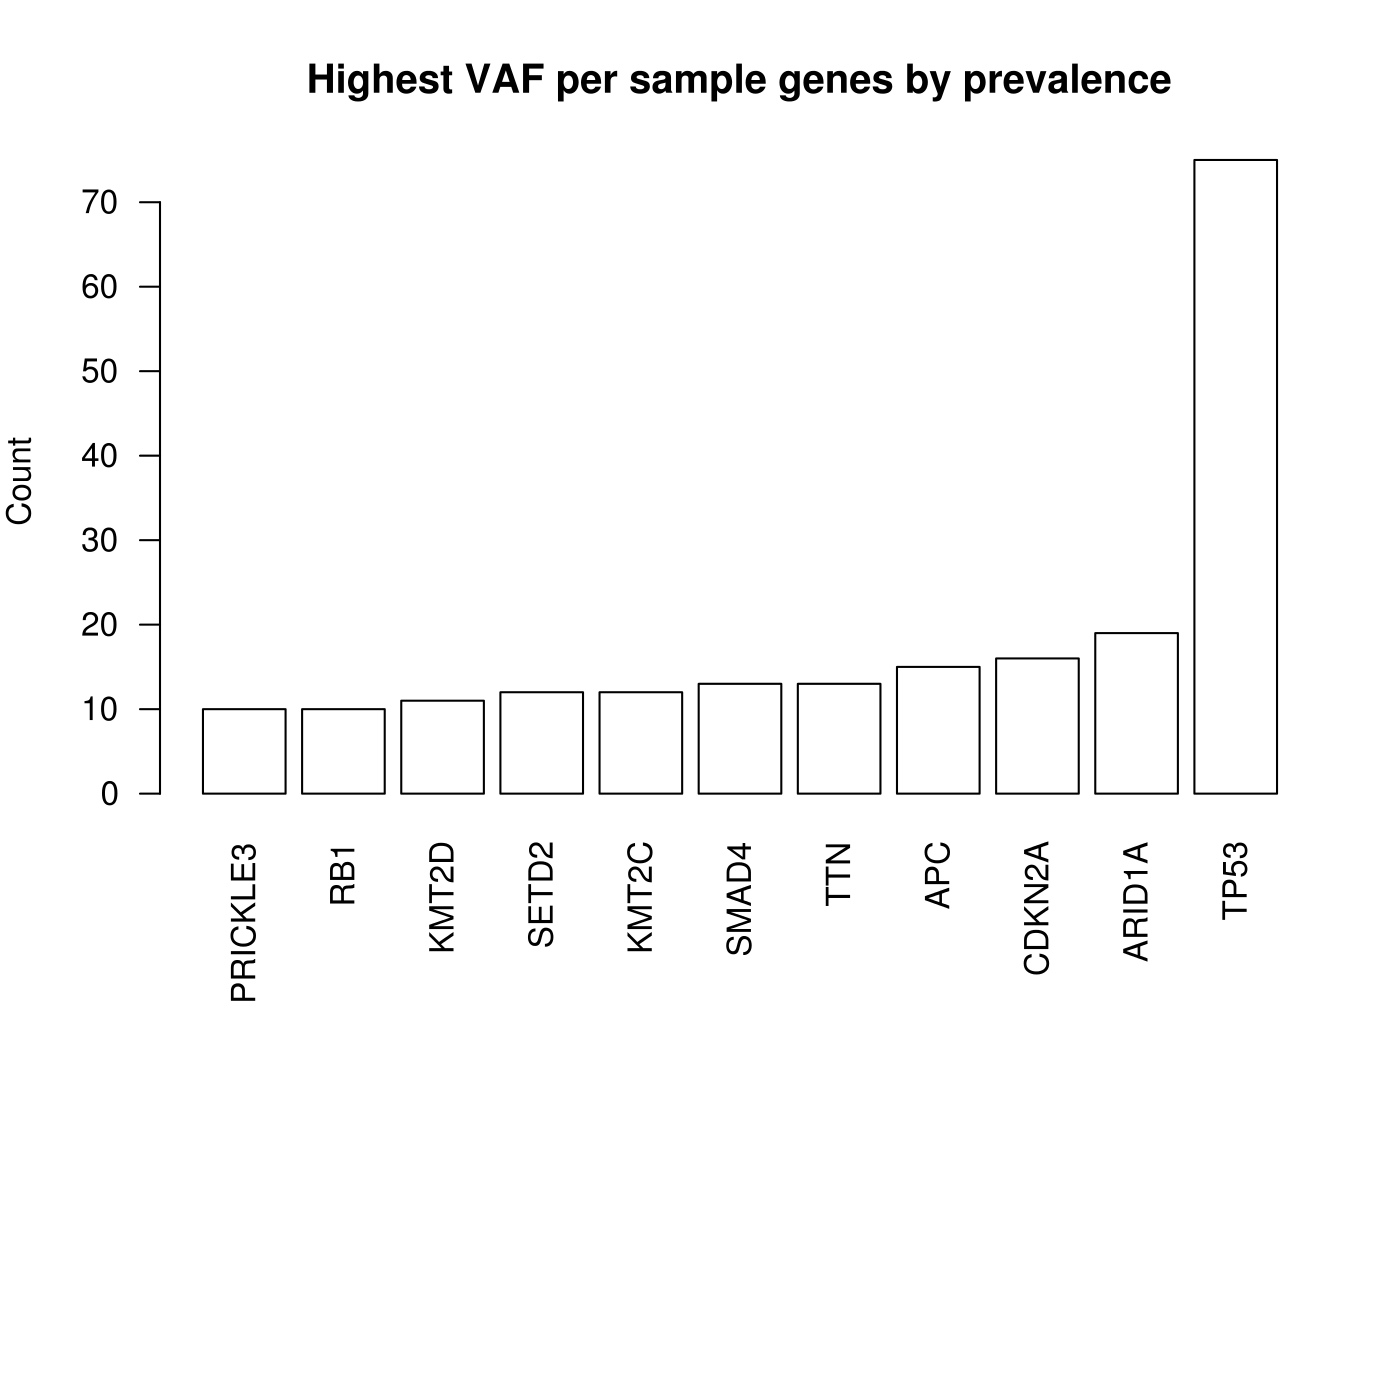 Highest VAF per sample genes by prevalence
Count
70
60
50
40
30
20
10
0
PRICKLE3
RB1
KMT2D
SETD2
KMT2C
SMAD4
TTN
APC
CDKN2A
ARID1A
TP53